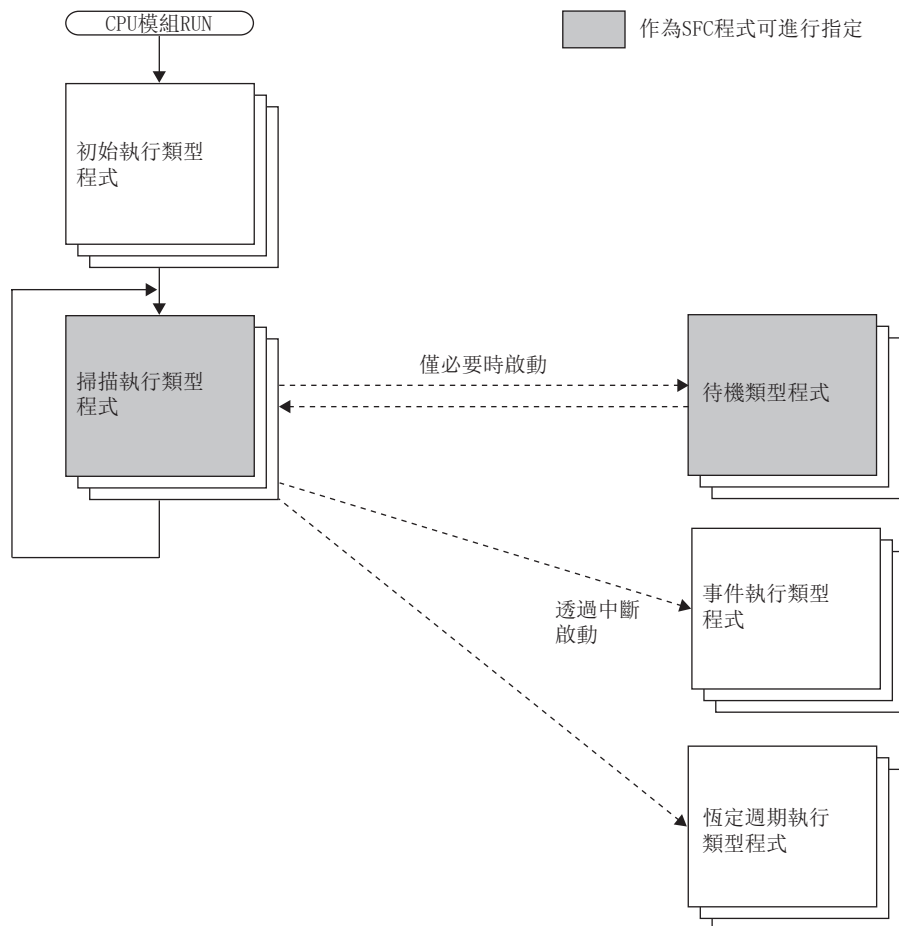 CPU模組RUN
作為SFC程式可進行指定
初始執行類型
程式
掃描執行類型
程式
僅必要時啟動
待機類型程式
事件執行類型
程式
透過中斷
啟動
恆定週期執行
類型程式